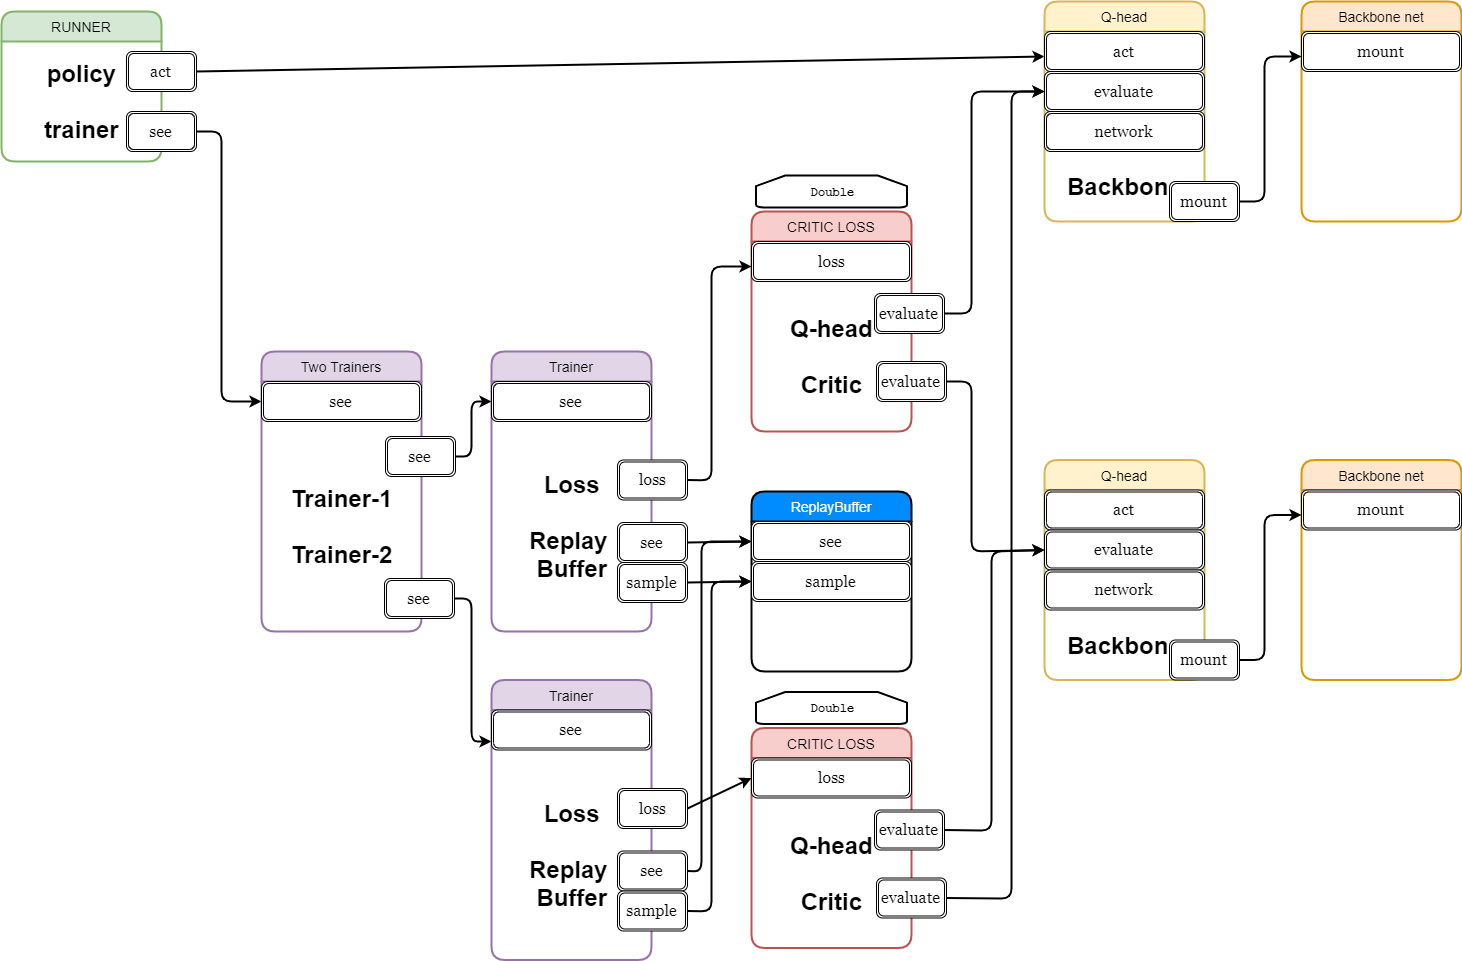 RUNNER
policy
act
trainer
see
Q-head
act
evaluate
network
Backbon
mount
Backbone net
mount
Double
CRITIC LOSS
loss
Q-head
evaluate
Critic
evaluate
Two Trainers
see
see
Trainer-1
Trainer-2
see
Trainer
see
Loss
loss
Replay
Buffer
see
sample
ReplayBuffer
see
sample
Q-head
act
evaluate
network
Backbon
mount
Backbone net
mount
Trainer
see
Loss
loss
Replay
Buffer
see
sample
Double
CRITIC LOSS
loss
Q-head
evaluate
Critic
evaluate